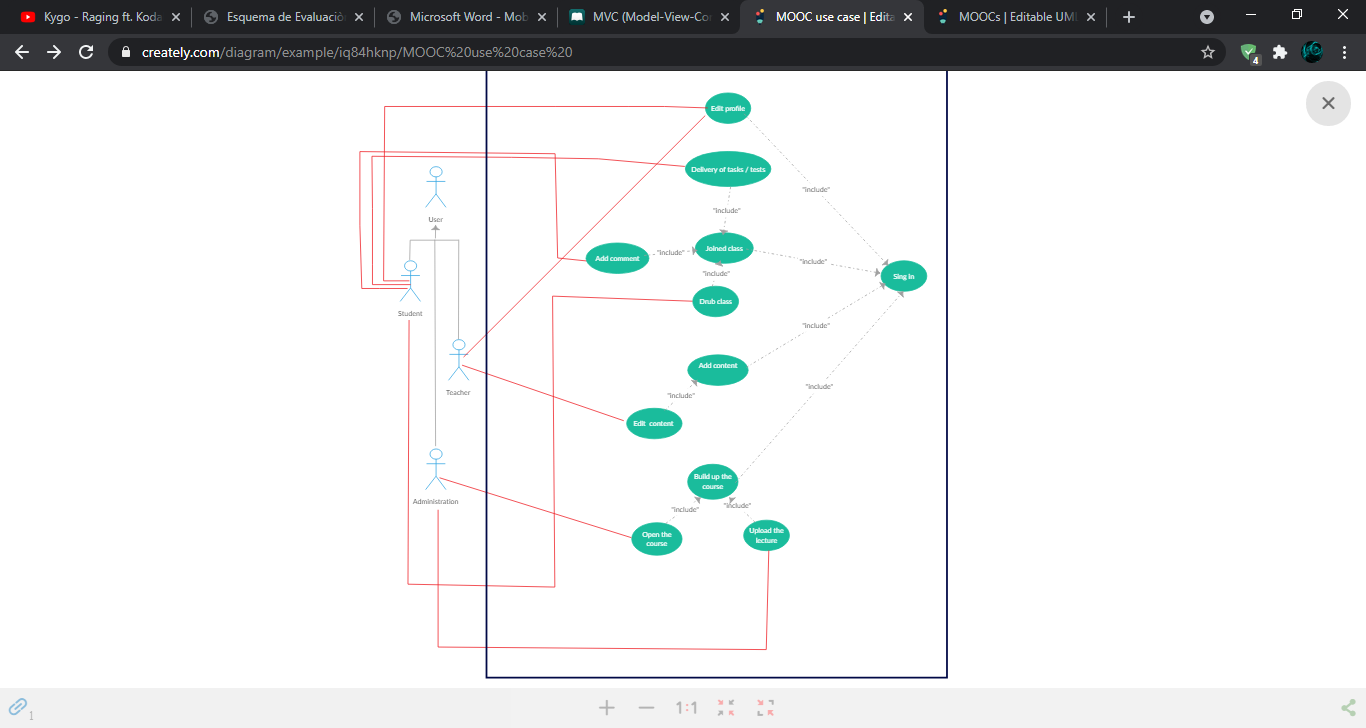 Kygo - Raging ft. Koda
Esquema de Evaluaciò
Microsoft Word - Mob
MVC (Model-View-Co
MOOC use case | Edita
MOOCs | Editable UML
creately.com/diagram/example/iq84hknp/MOOC%20use%20case%20
4
Edit profile
Delivery of tasks / tests
"include"
User
"include"
Add comment
"include"
Joined class
"include"
"include"
Sing In
Student
Drub class
"include"
Add content
Teacher
"include"
"include"
Edit content
Build up the
course
Administration
"include"
"include"
Open the
course
Upload the
lecture
1
1:1